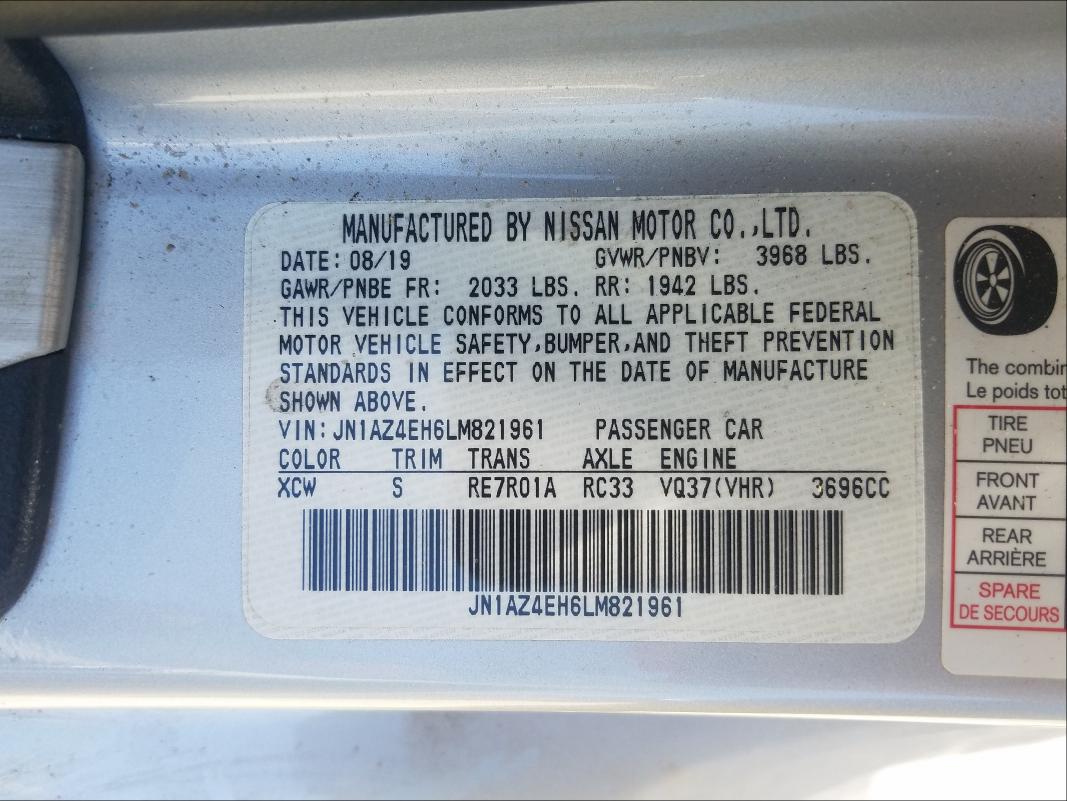 MANUFACTURED BY NISSAN MOTOR CO.,LTD.
DATE: 08/19 GVWR/PNBV: 3968 LBS.
GAWR/PNBE FR: 2033 LBS. RR: 1942 LBS.
THIS VEHICLE CONFORMS TO ALL APPLICABLE FEDERAL
MOTOR VEHICLE SAFETY,BUMPER,AND THEFT PREVENTION
STANDARDS IN EFFECT ON THE DATE OF MANUFACTURE
SHOWN ABOVE.
VIN: JN1AZ4EH6LM821961 PASSENGER CAR
COLOR TRIM TRANS AXLE ENGINE
XCW S RE7R01A RC33 VQ37(VHR) 3696CC
JN1AZ4EH6LM821961
The combin
Le poids tot
TIRE
PNEU
FRONT
AVANT
REAR
ARRIÈRE
SPARE
DE SECOURS